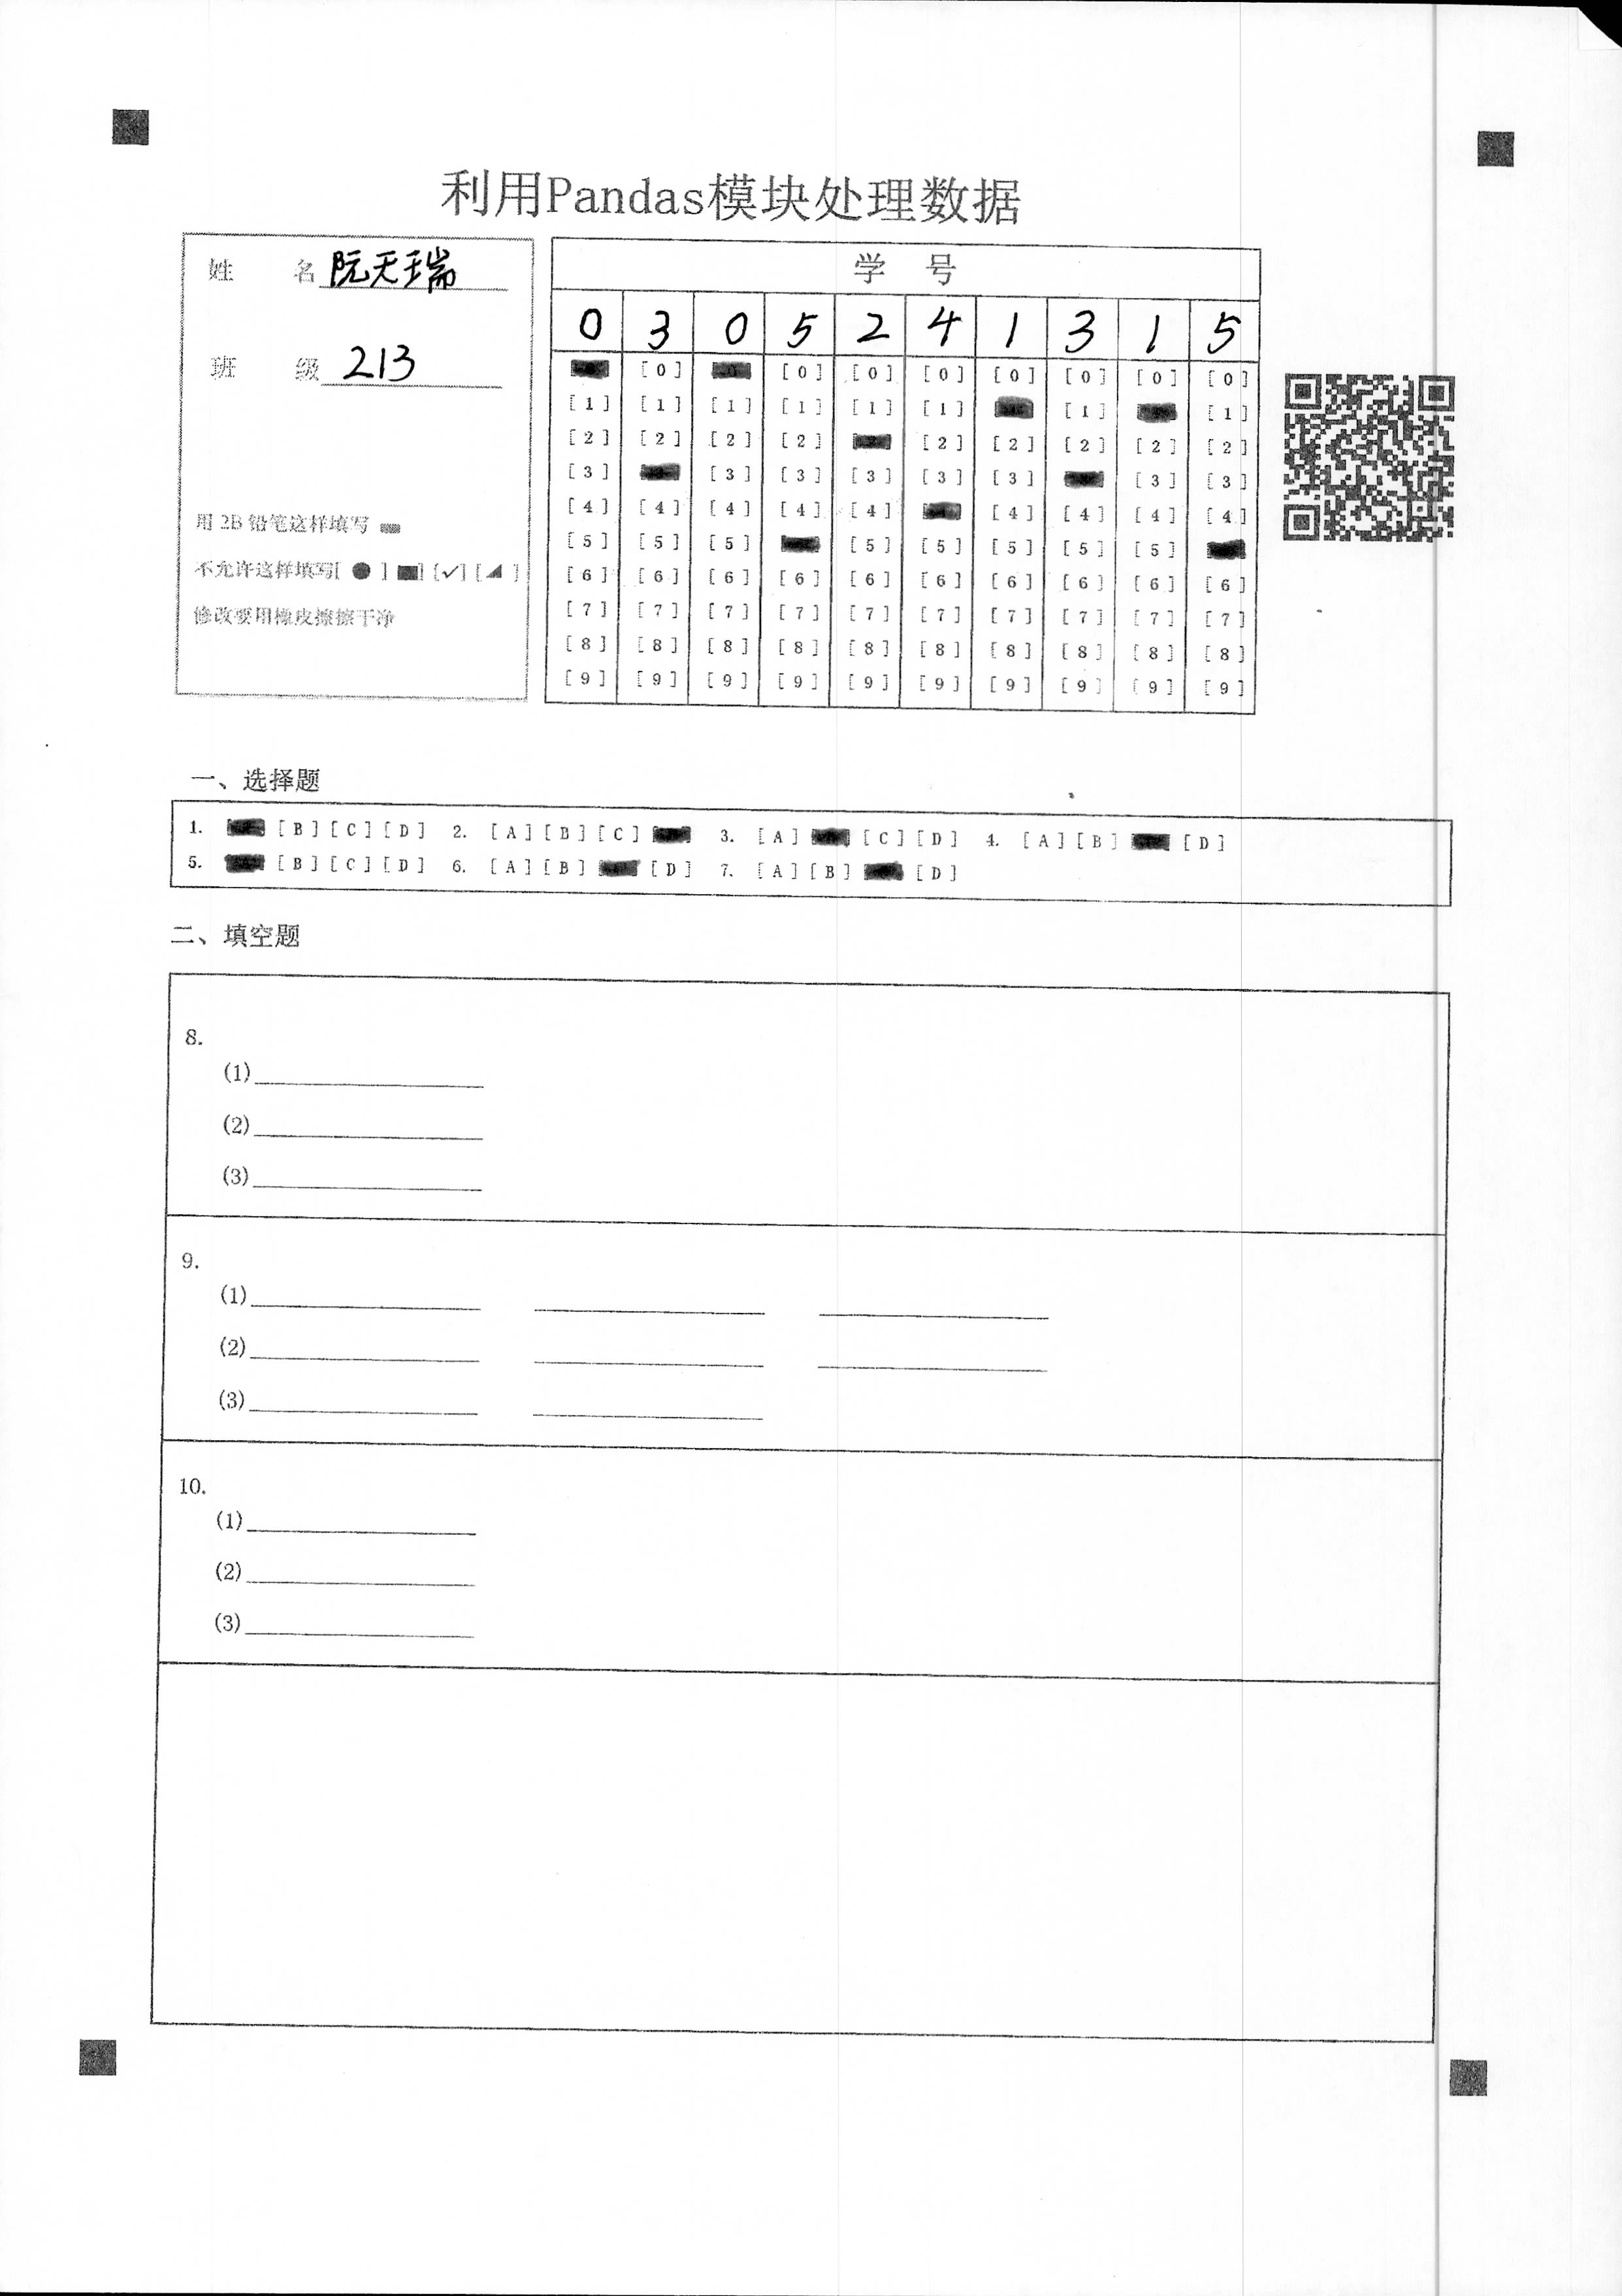 利用Pandas模块处理数据
姓 名 阮天瑞
班 级 213
用 2B 铅笔这样填写
不允许这样填写[ ● ] [■] [✓] [◢ ]
修改要用橡皮擦擦干净
学 号
0 3 0 5 2 4 1 3 1 5
[0] [0] [0] [0] [0] [0] [0] [0]
[1] [1] [1] [1] [1] [1] [1] [1]
[2] [2] [2] [2] [2] [2] [2] [2] [2]
[3] [3] [3] [3] [3] [3] [3] [3]
[4] [4] [4] [4] [4] [4] [4] [4] [4]
[5] [5] [5] [5] [5] [5] [5] [5]
[6] [6] [6] [6] [6] [6] [6] [6] [6] [6]
[7] [7] [7] [7] [7] [7] [7] [7] [7] [7]
[8] [8] [8] [8] [8] [8] [8] [8] [8] [8]
[9] [9] [9] [9] [9] [9] [9] [9] [9] [9]
一、选择题
1. [B] [C] [D] 2. [A] [B] [C] 3. [A] [C] [D] 4. [A] [B] [D]
5. [B] [C] [D] 6. [A] [B] [D] 7. [A] [B] [D]
二、填空题
8.
(1)
(2)
(3)
9.
(1)
(2)
(3)
10.
(1)
(2)
(3)